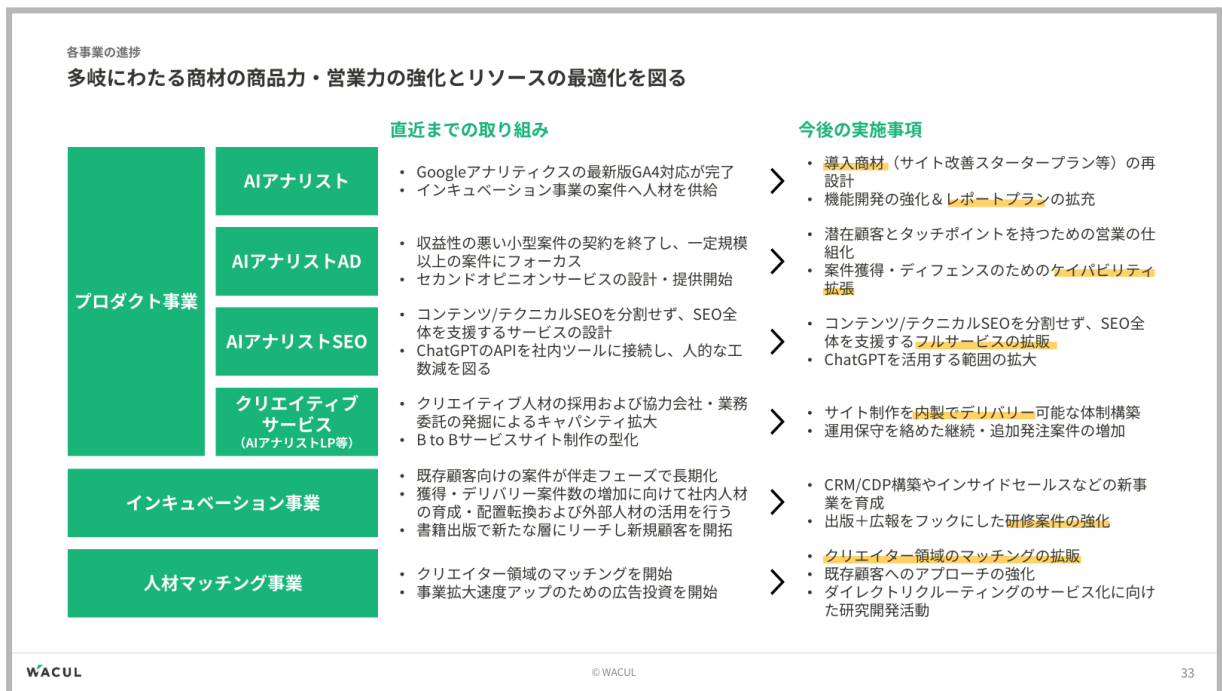 各事業の進捗
多岐にわたる商材の商品力・営業力の強化とリソースの最適化を図る
直近までの取り組み
今後の実施事項
プロダクト事業
AIアナリスト
• Googleアナリティクスの最新版GA4対応が完了
• インキュベーション事業の案件へ人材を供給
• 導入商材（サイト改善スタータープラン等）の再
設計
• 機能開発の強化＆レポートプランの拡充
AIアナリストAD
• 収益性の悪い小型案件の契約を終了し、一定規模
以上の案件にフォーカス
• セカンドオピニオンサービスの設計・提供開始
• 潜在顧客とタッチポイントを持つための営業の仕
組化
• 案件獲得・ディフェンスのためのケイパビリティ
拡張
AIアナリストSEO
• コンテンツ/テクニカルSEOを分割せず、SEO全
体を支援するサービスの設計
• ChatGPTのAPIを社内ツールに接続し、人的な工
数減を図る
• コンテンツ/テクニカルSEOを分割せず、SEO全
体を支援するフルサービスの拡販
• ChatGPTを活用する範囲の拡大
クリエイティブ
サービス
（AIアナリストLP等）
• クリエイティブ人材の採用および協力会社・業務
委託の発掘によるキャパシティ拡大
• B to Bサービスサイト制作の型化
• サイト制作を内製でデリバリー可能な体制構築
• 運用保守を絡めた継続・追加発注案件の増加
インキュベーション事業
• 既存顧客向けの案件が伴走フェーズで長期化
• 獲得・デリバリー案件数の増加に向けて社内人材
の育成・配置転換および外部人材の活用を行う
• 書籍出版で新たな層にリーチし新規顧客を開拓
• CRM/CDP構築やインサイドセールスなどの新事
業を育成
• 出版＋広報をフックにした研修案件の強化
人材マッチング事業
• クリエイター領域のマッチングを開始
• 事業拡大速度アップのための広告投資を開始
• クリエイター領域のマッチングの拡販
• 既存顧客へのアプローチの強化
• ダイレクトリクルーティングのサービス化に向け
た研究開発活動
WACUL
© WACUL
33